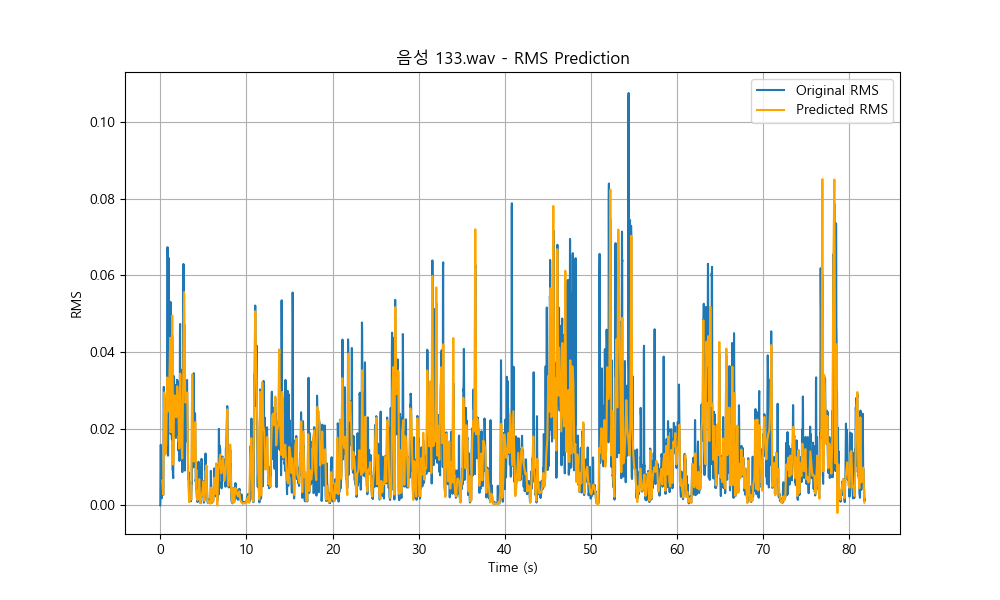 음성 133.wav - RMS Prediction
Original RMS
Predicted RMS
0.10
0.08
0.06
0.04
0.02
0.00
RMS
0 10 20 30 40 50 60 70 80
Time (s)